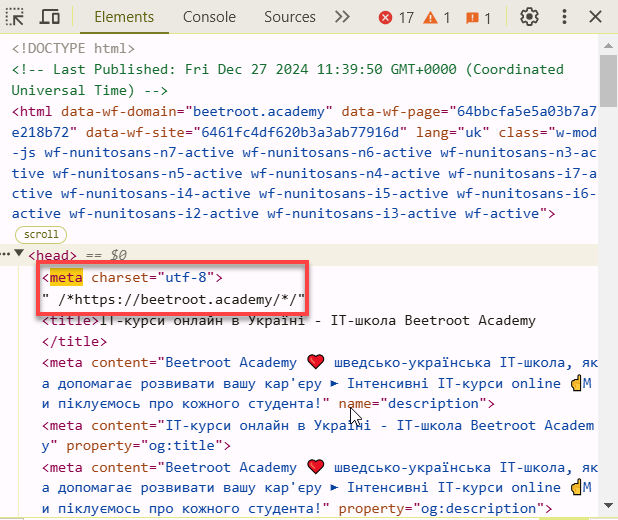 Elements Console Sources >> 17 1 1
<!DOCTYPE html>
<!-- Last Published: Fri Dec 27 2024 11:39:50 GMT+0000 (Coordinated
Universal Time) -->
<html data-wf-domain="beetroot.academy" data-wf-page="64bbcfa5e5a03b7a7
e218b72" data-wf-site="6461fc4df620b3a3ab77916d" lang="uk" class="w-mod
-js wf-nunitosans-n7-active wf-nunitosans-n6-active wf-nunitosans-n3-ac
tive wf-nunitosans-n5-active wf-nunitosans-n4-active wf-nunitosans-i7-a
ctive wf-nunitosans-i4-active wf-nunitosans-i5-active wf-nunitosans-i6-
active wf-nunitosans-i2-active wf-nunitosans-i3-active wf-active">
scroll
<head> == $0
<meta charset="utf-8">
" /*https://beetroot.academy/*/"
<title>IT-курси онлайн в Україні - IT-школа Beetroot Academy
</title>
<meta content="Beetroot Academy ❤️ шведсько-українська IT-школа, як
а допомагає розвивати вашу кар'єру ► Інтенсивні IT-курси online ☝M
и піклуємось про кожного студента!" name="description">
<meta content="IT-курси онлайн в Україні - IT-школа Beetroot Academ
y" property="og:title">
<meta content="Beetroot Academy ❤️ шведсько-українська IT-школа, як
а допомагає розвивати вашу кар'єру ► Інтенсивні IT-курси online ☝M
и піклуємось про кожного студента!" property="og:description">